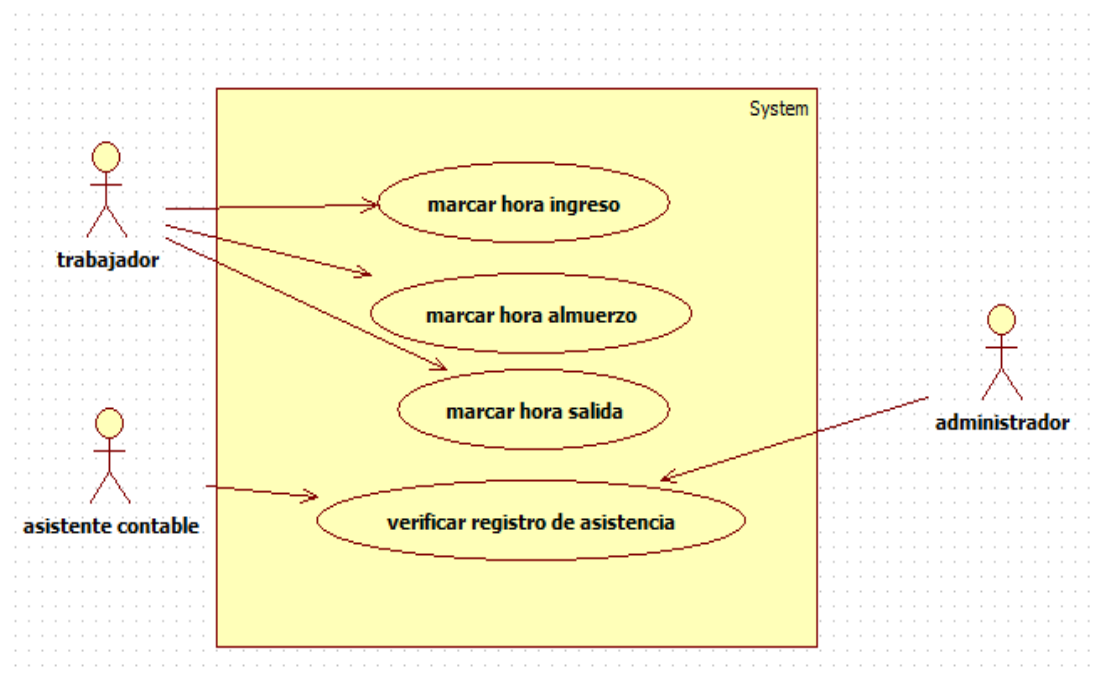 System
marcar hora ingreso
trabajador
marcar hora almuerzo
marcar hora salida
administrador
asistente contable
verificar registro de asistencia